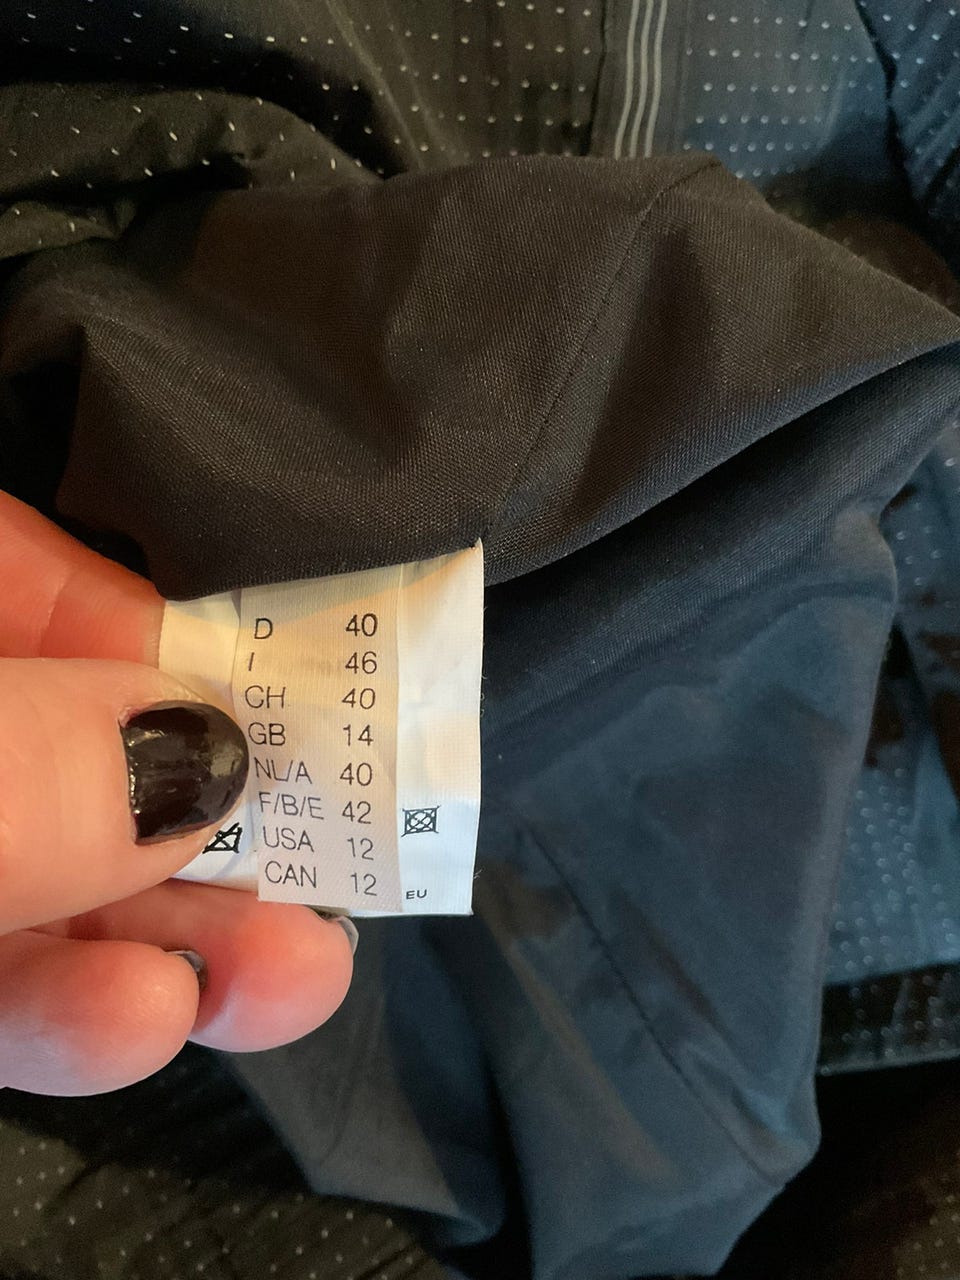 D 40
I 46
CH 40
GB 14
NL/A 40
F/B/E 42
USA 12
CAN 12
EU